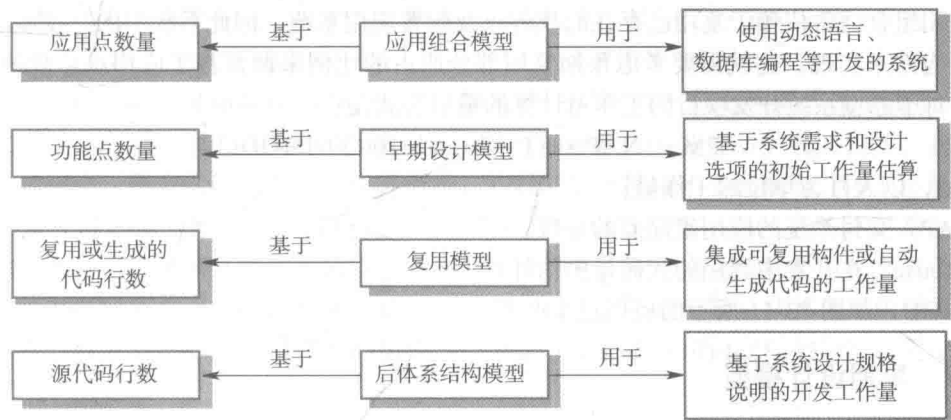 应用点数量
基于
应用组合模型
用于
使用动态语言、
数据库编程等开发的系统
功能点数量
基于
早期设计模型
用于
基于系统需求和设计
选项的初始工作量估算
复用或生成的
代码行数
基于
复用模型
用于
集成可复用构件或自动
生成代码的工作量
源代码行数
基于
后体系结构模型
用于
基于系统设计规格
说明的开发工作量